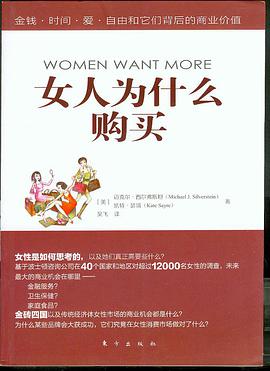 金钱·时间·爱·自由和它们背后的商业价值
WOMEN WANT MORE
女人为什么
购买
[美] 迈克尔·西尔弗斯坦(Michael J. Silverstein)
凯特·塞瑞(Kate Sayre) 著
吴飞 译
女性是如何思考的,以及她们真正需要些什么?
基于波士顿咨询公司在40个国家和地区对超过12000名女性的调查,未来
最大的商业机会在哪里——
金融服务?
卫生保健?
家庭食品?
金砖四国以及传统经济体女性市场的商业机会都是什么?
为什么某些品牌会大获成功,它们究竟在女性消费市场做对了什么?
东方出版社